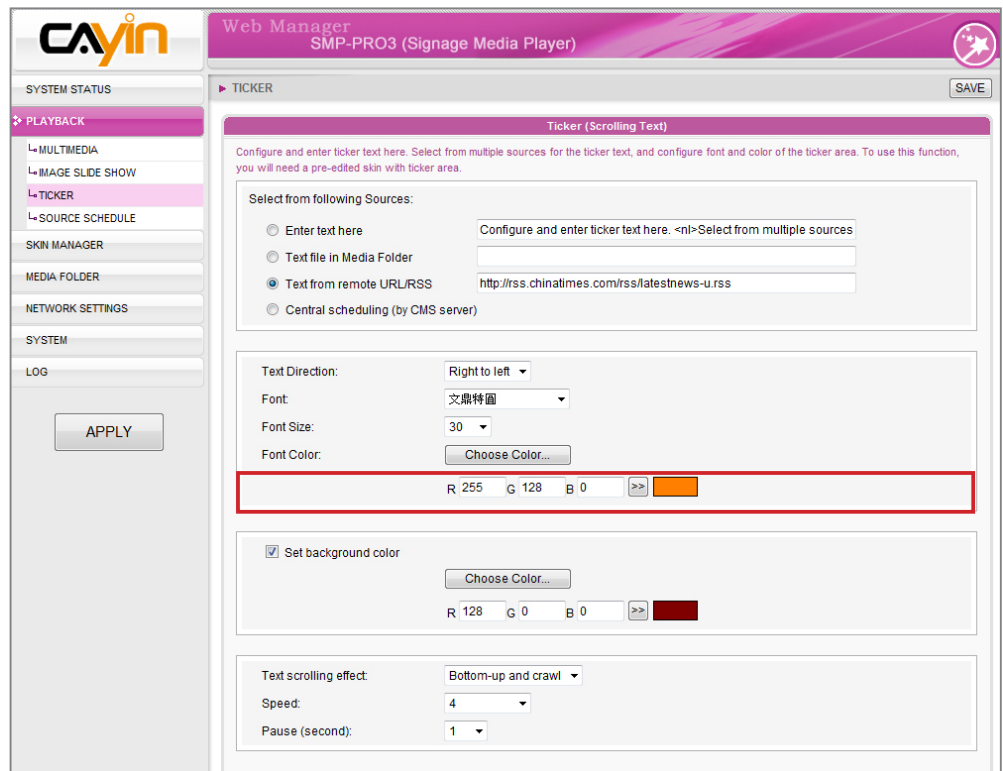 CAYIN
Web Manager
SMP-PRO3 (Signage Media Player)
SYSTEM STATUS
PLAYBACK
MULTIMEDIA
IMAGE SLIDE SHOW
TICKER
SOURCE SCHEDULE
SKIN MANAGER
MEDIA FOLDER
NETWORK SETTINGS
SYSTEM
LOG
APPLY
TICKER
SAVE
Ticker (Scrolling Text)
Configure and enter ticker text here. Select from multiple sources for the ticker text, and configure font and color of the ticker area. To use this function,
you will need a pre-edited skin with ticker area.
Select from following Sources:
Enter text here Configure and enter ticker text here. <nl>Select from multiple sources
Text file in Media Folder
Text from remote URL/RSS http://rss.chinatimes.com/rss/latestnews-u.rss
Central scheduling (by CMS server)
Text Direction: Right to left
Font: 文鼎特圓
Font Size: 30
Font Color: Choose Color...
R 255 G 128 B 0 >>
Set background color
Choose Color...
R 128 G 0 B 0 >>
Text scrolling effect: Bottom-up and crawl
Speed: 4
Pause (second): 1